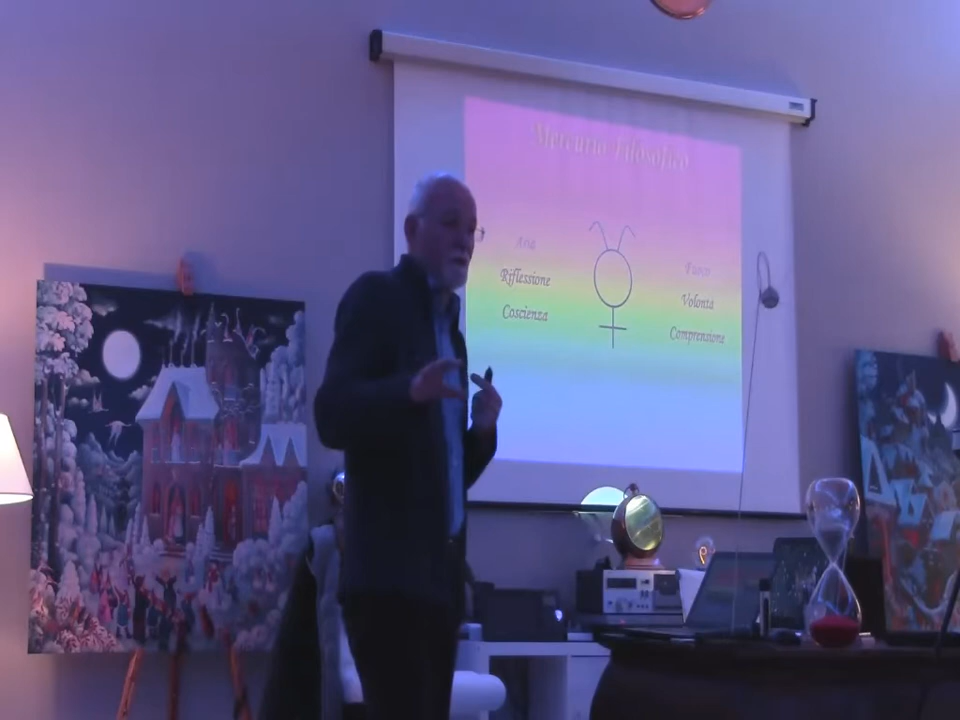 Mercurio Filosofico
Aria
Riflessione
Coscienza
Fuoco
Volontà
Comprensione